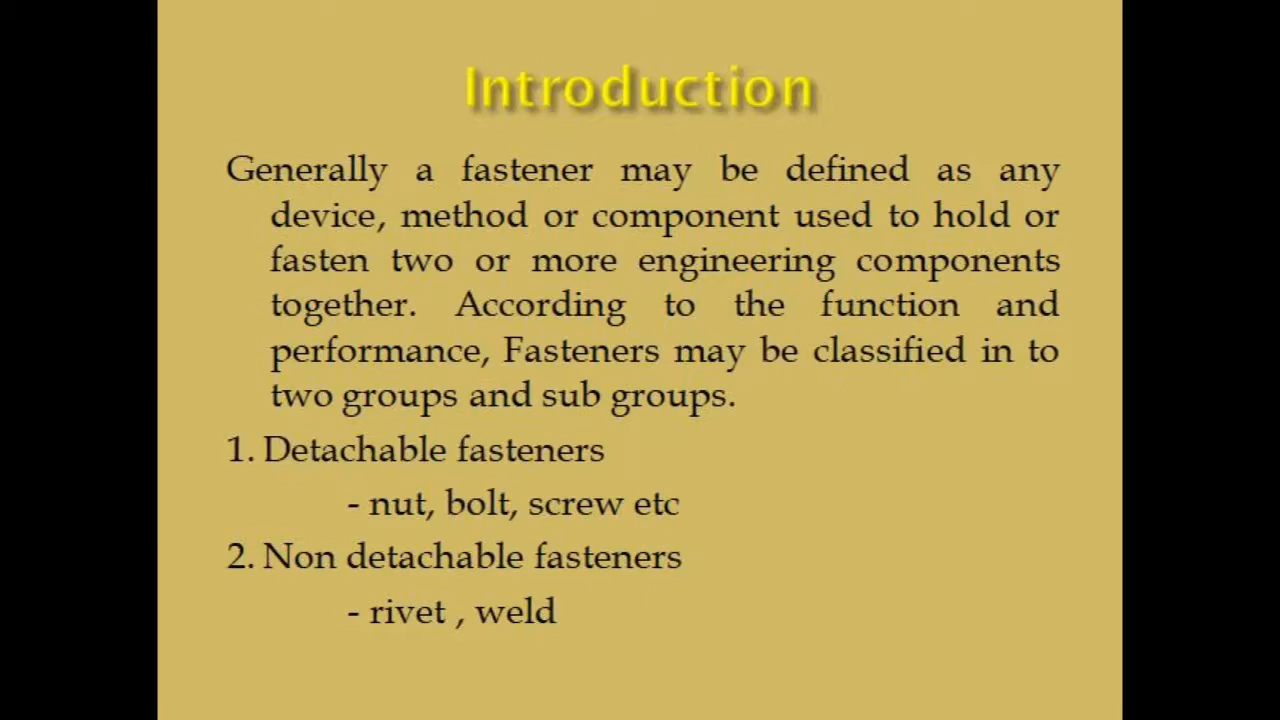 Introduction
Generally a fastener may be defined as any
device, method or component used to hold or
fasten two or more engineering components
together. According to the function and
performance, Fasteners may be classified in to
two groups and sub groups.
1. Detachable fasteners
- nut, bolt, screw etc
2. Non detachable fasteners
- rivet , weld